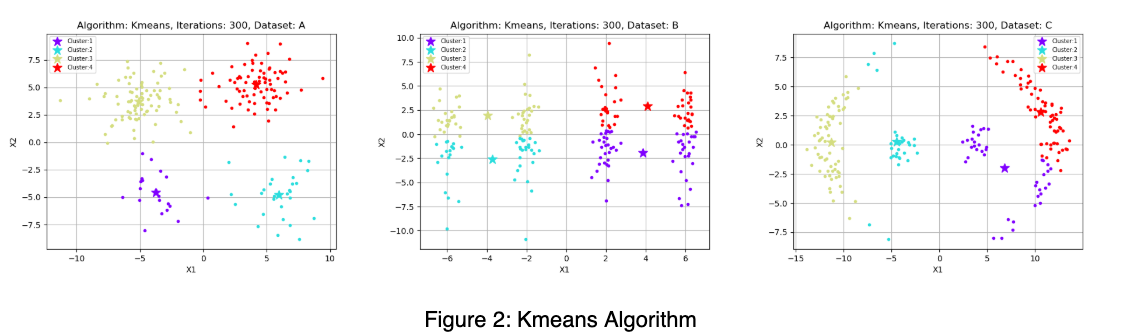 Algorithm: Kmeans, Iterations: 300, Dataset: A
Cluster:1
Cluster:2
Cluster:3
Cluster:4
7.5
5.0
2.5
0.0
−2.5
−5.0
−7.5
X2
−10
−5
0
5
10
X1
Algorithm: Kmeans, Iterations: 300, Dataset: B
Cluster:1
Cluster:2
Cluster:3
Cluster:4
10.0
7.5
5.0
2.5
0.0
−2.5
−5.0
−7.5
−10.0
X2
−6
−4
−2
0
2
4
6
X1
Algorithm: Kmeans, Iterations: 300, Dataset: C
Cluster:1
Cluster:2
Cluster:3
Cluster:4
7.5
5.0
2.5
0.0
−2.5
−5.0
−7.5
X2
−15
−10
−5
0
5
10
15
X1
Figure 2: Kmeans Algorithm